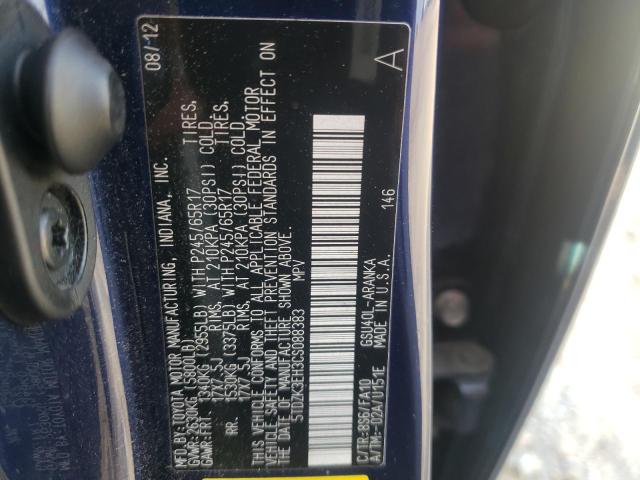 MFD.BY:TOYOTA MOTOR MANUFACTURING, INDIANA, INC. 08/12
GVWR:2630KG(5800LB)
GAWR:FRT. 1340KG (2955LB) WITH P245/65R17 TIRES.
17X7.5J RIMS. AT 210KPA (30PSI) COLD.
RR. 1530KG (3375LB) WITH P245/65R17 TIRES.
17X7.5J RIMS. AT 210KPA (30PSI) COLD.
THIS VEHICLE CONFORMS TO ALL APPLICABLE FEDERAL MOTOR
VEHICLE SAFETY AND THEFT PREVENTION STANDARDS IN EFFECT ON
THE DATE OF MANUFACTURE SHOWN ABOVE.
5TDZK3EH3CS088383 MPV
146
A
C/TR:8S6/FA10 GSU40L-ARANKA
A/TM:-02A/U151E MADE IN U.S.A.